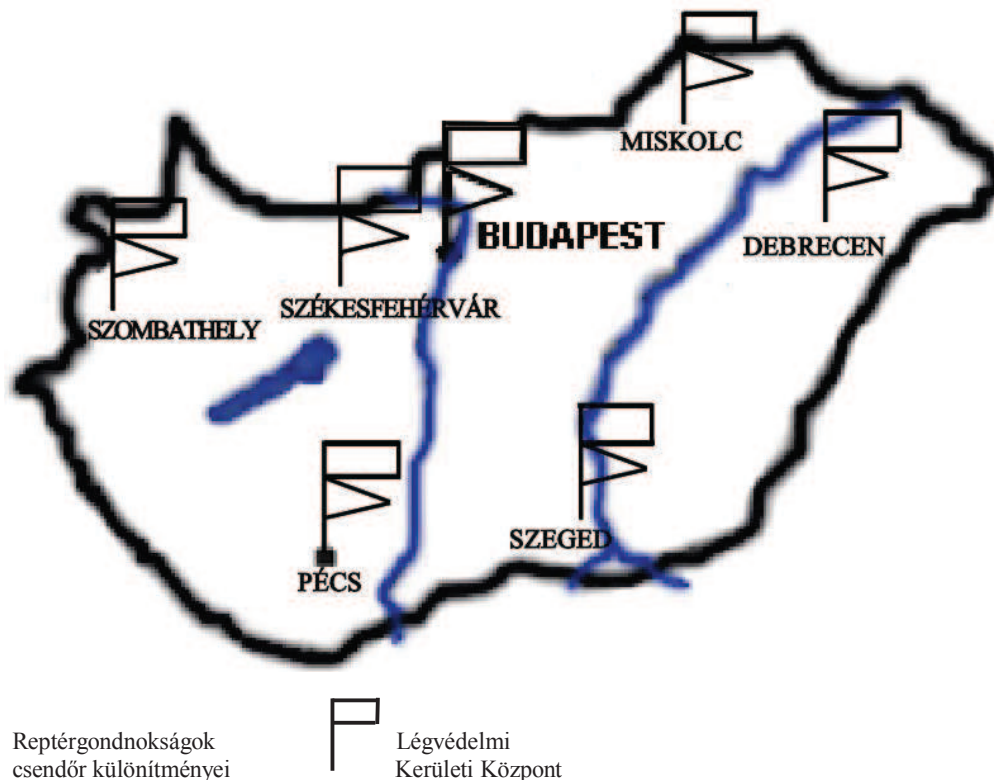 MISKOLC
DEBRECEN
BUDAPEST
SZÉKESFEHÉRVÁR
SZOMBATHELY
SZEGED
PÉCS
Reptérgondnokságok
csendőr különítményei
Légvédelmi
Kerületi Központ